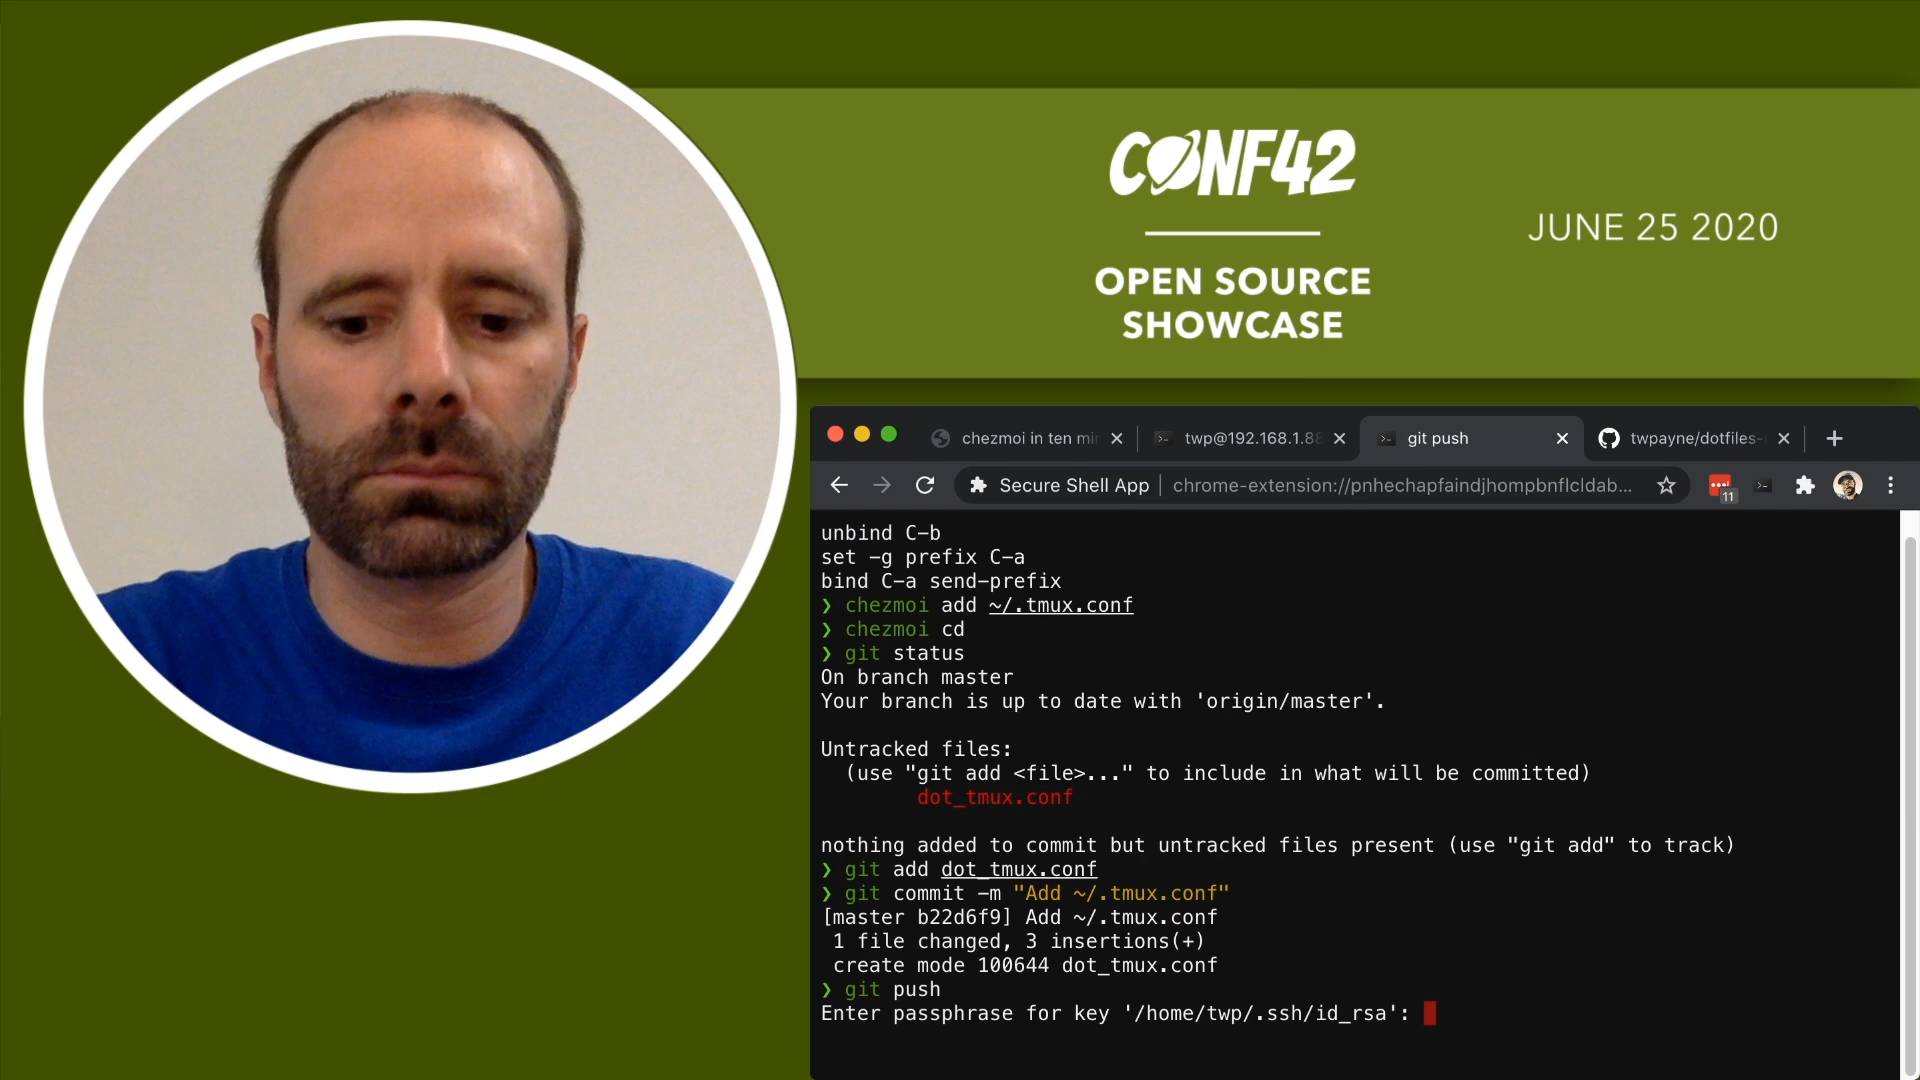 CONF42
OPEN SOURCE
SHOWCASE
JUNE 25 2020
chezmoi in ten mi
twp@192.168.1.88
git push
twpayne/dotfiles-
Secure Shell App | chrome-extension://pnhechapfaindjhompbnflcldab...
11
unbind C-b
set -g prefix C-a
bind C-a send-prefix
❯ chezmoi add ~/.tmux.conf
❯ chezmoi cd
❯ git status
On branch master
Your branch is up to date with 'origin/master'.
Untracked files:
(use "git add <file>..." to include in what will be committed)
dot_tmux.conf
nothing added to commit but untracked files present (use "git add" to track)
❯ git add dot_tmux.conf
❯ git commit -m "Add ~/.tmux.conf"
[master b22d6f9] Add ~/.tmux.conf
1 file changed, 3 insertions(+)
create mode 100644 dot_tmux.conf
❯ git push
Enter passphrase for key '/home/twp/.ssh/id_rsa':